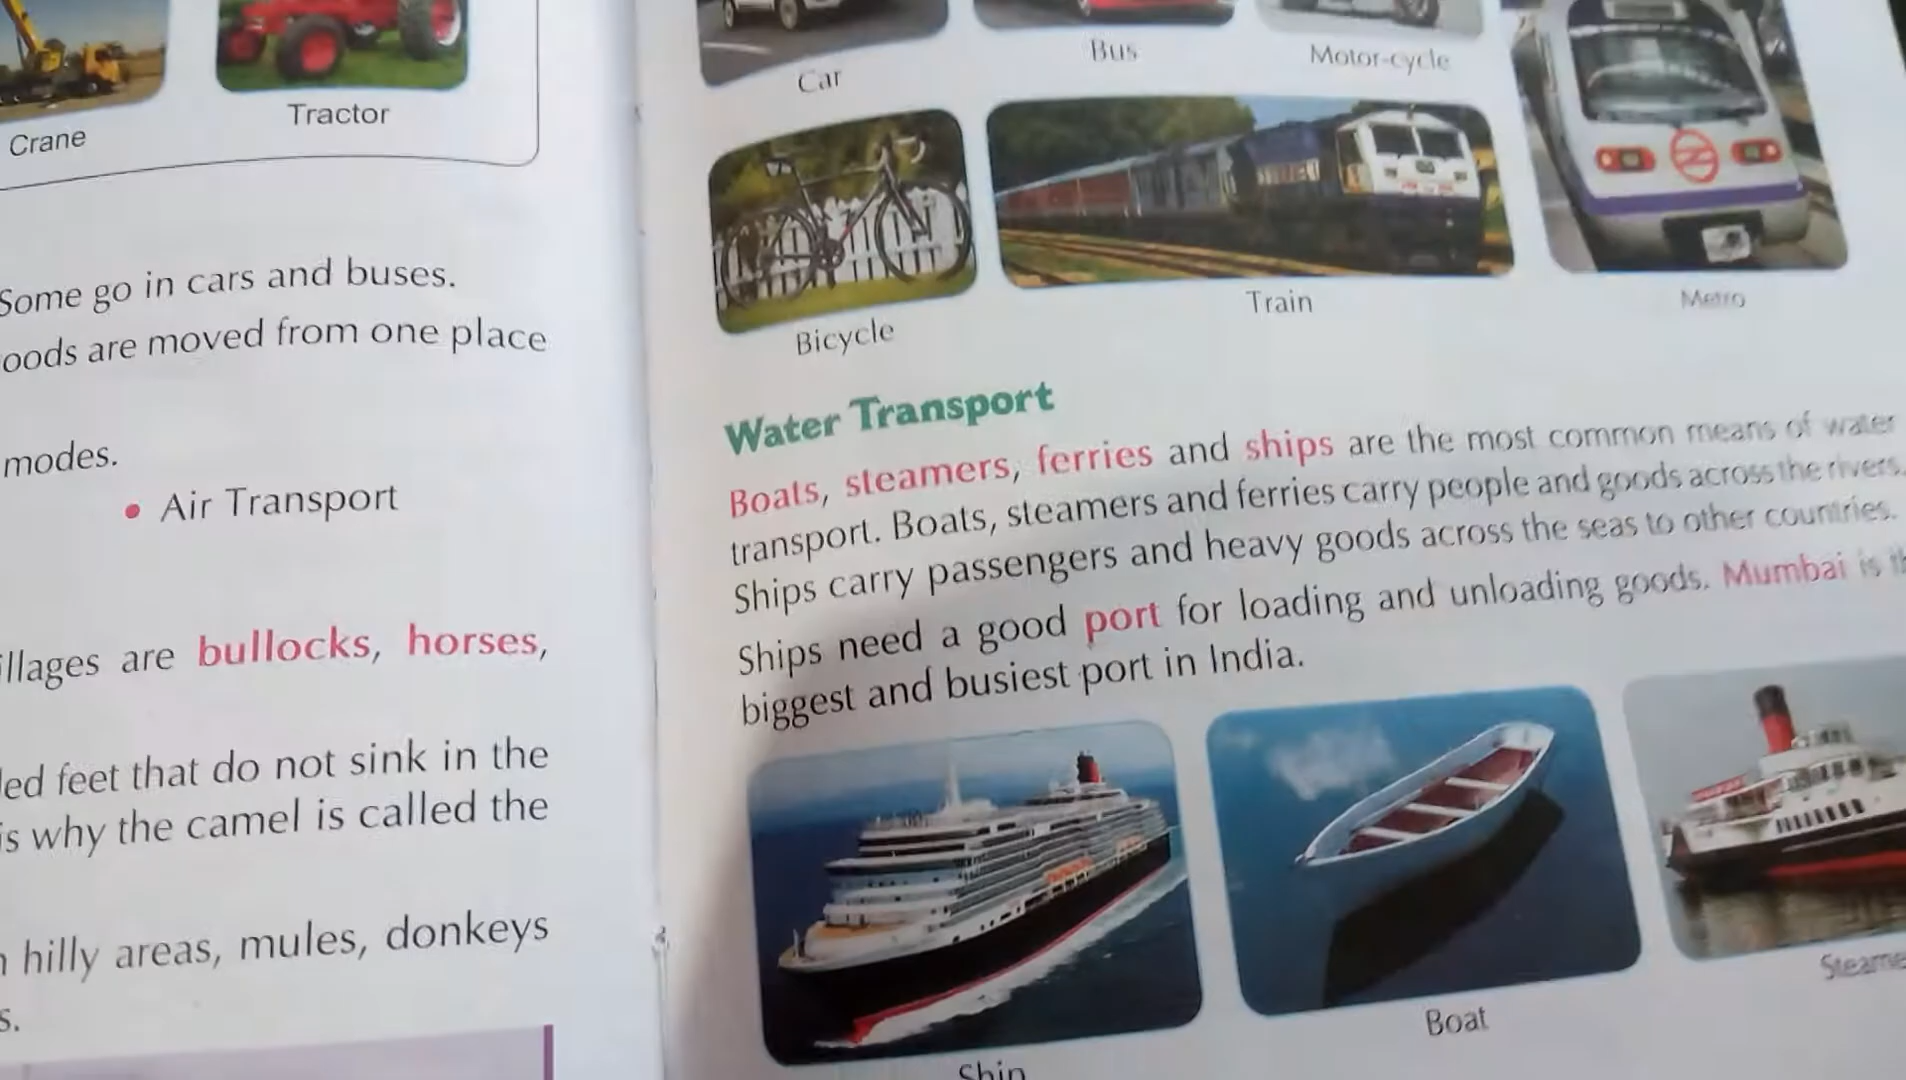 Crane
Tractor
Some go in cars and buses.
oods are moved from one place
modes.
• Air Transport
illages are bullocks, horses,
led feet that do not sink in the
is why the camel is called the
hilly areas, mules, donkeys
s.
Car
Bus
Motor-cycle
Bicycle
Train
Metro
Water Transport
Boats, steamers, ferries and ships are the most common means of water
transport. Boats, steamers and ferries carry people and goods across the rivers.
Ships carry passengers and heavy goods across the seas to other countries.
Ships need a good port for loading and unloading goods. Mumbai is th
biggest and busiest port in India.
Ship
Boat
Steame